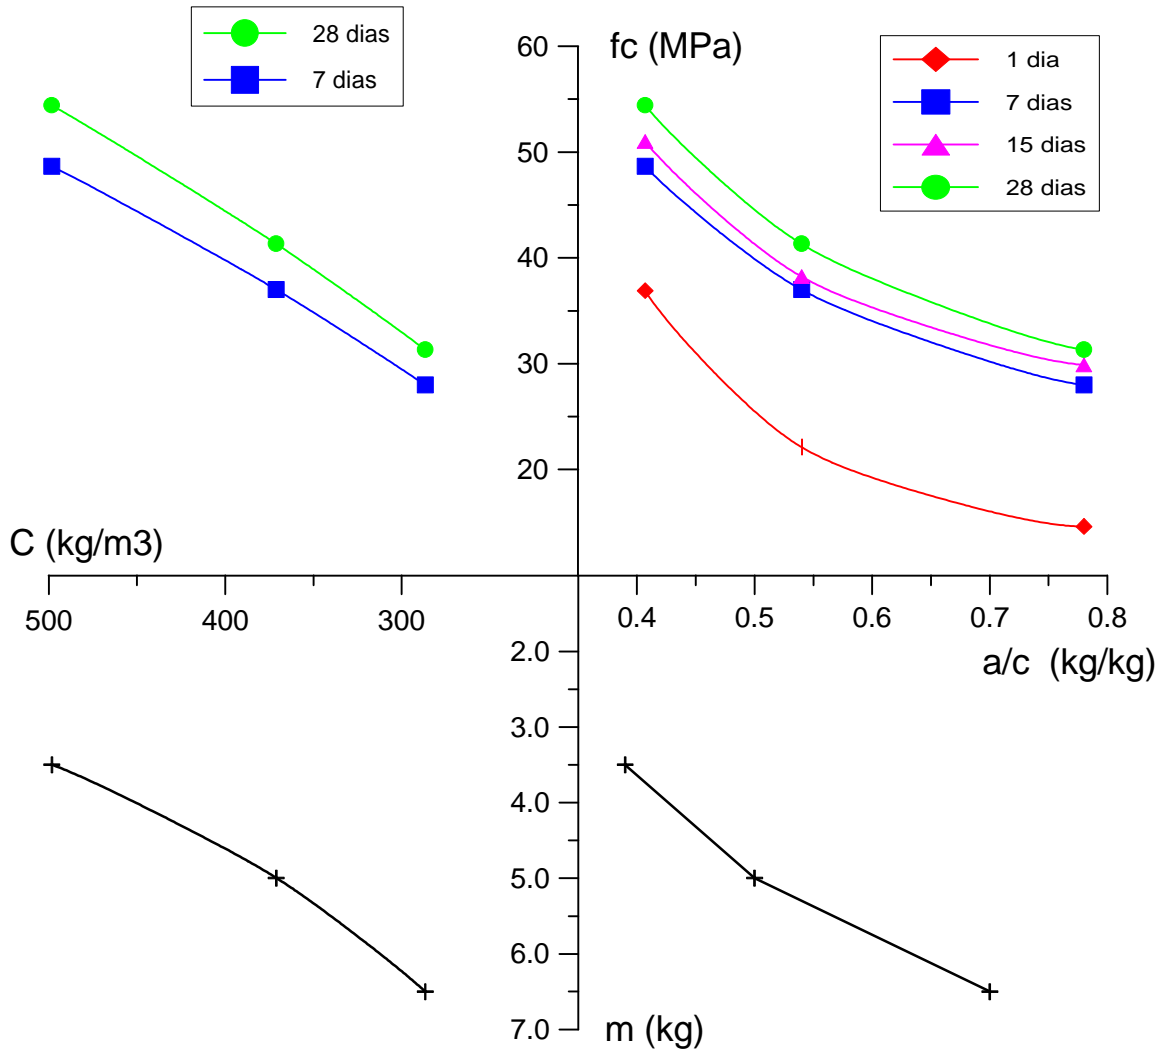 28 dias
7 dias
fc (MPa)
1 dia
7 dias
15 dias
28 dias
60
50
40
30
20
C (kg/m3)
500 400 300
0.4 0.5 0.6 0.7 0.8
a/c (kg/kg)
2.0
3.0
4.0
5.0
6.0
7.0
m (kg)